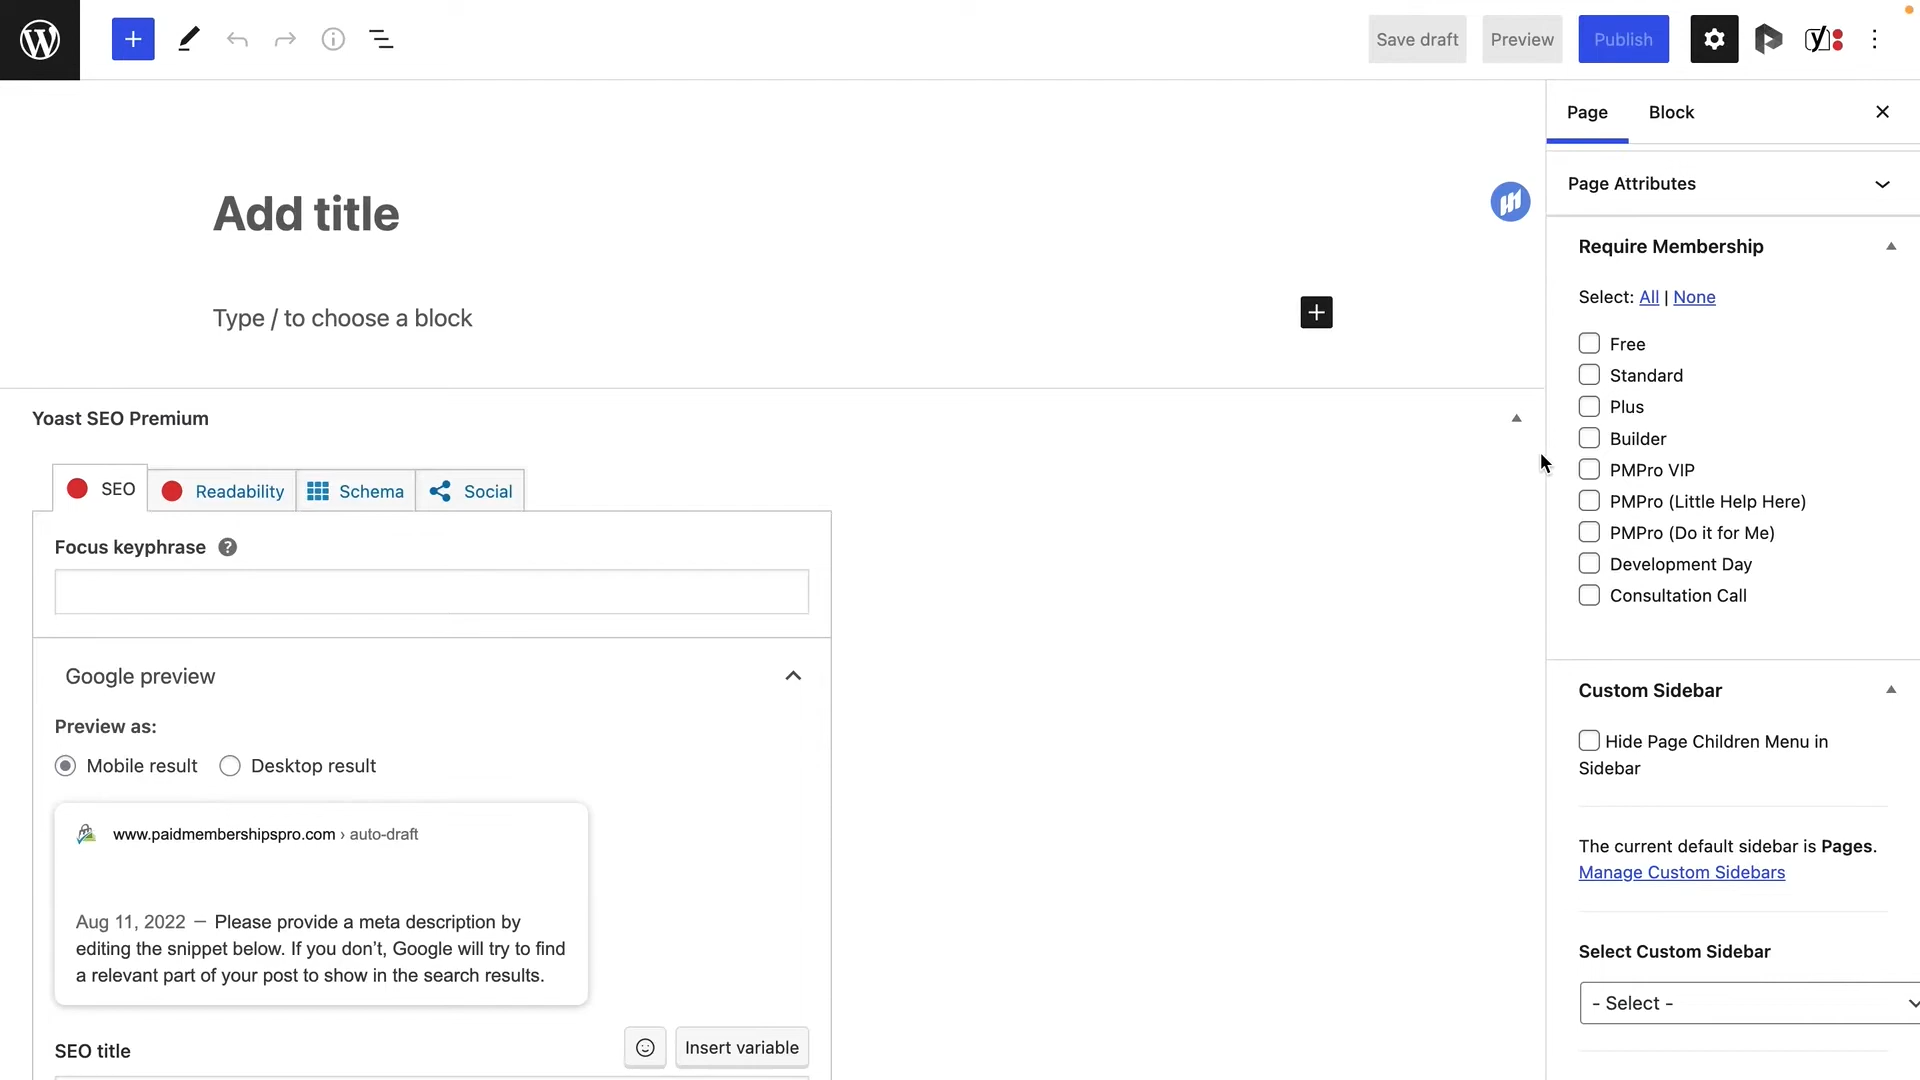 Save draft
Preview
Publish
Page
Block
Add title
Type / to choose a block
Page Attributes
Require Membership
Select: All | None
Free
Standard
Plus
Builder
PMPro VIP
PMPro (Little Help Here)
PMPro (Do it for Me)
Development Day
Consultation Call
Yoast SEO Premium
SEO
Readability
Schema
Social
Focus keyphrase ?
Google preview
Preview as:
Mobile result
Desktop result
www.paidmembershipspro.com › auto-draft
Aug 11, 2022 － Please provide a meta description by
editing the snippet below. If you don’t, Google will try to find
a relevant part of your post to show in the search results.
SEO title
Insert variable
Custom Sidebar
Hide Page Children Menu in
Sidebar
The current default sidebar is Pages.
Manage Custom Sidebars
Select Custom Sidebar
- Select -